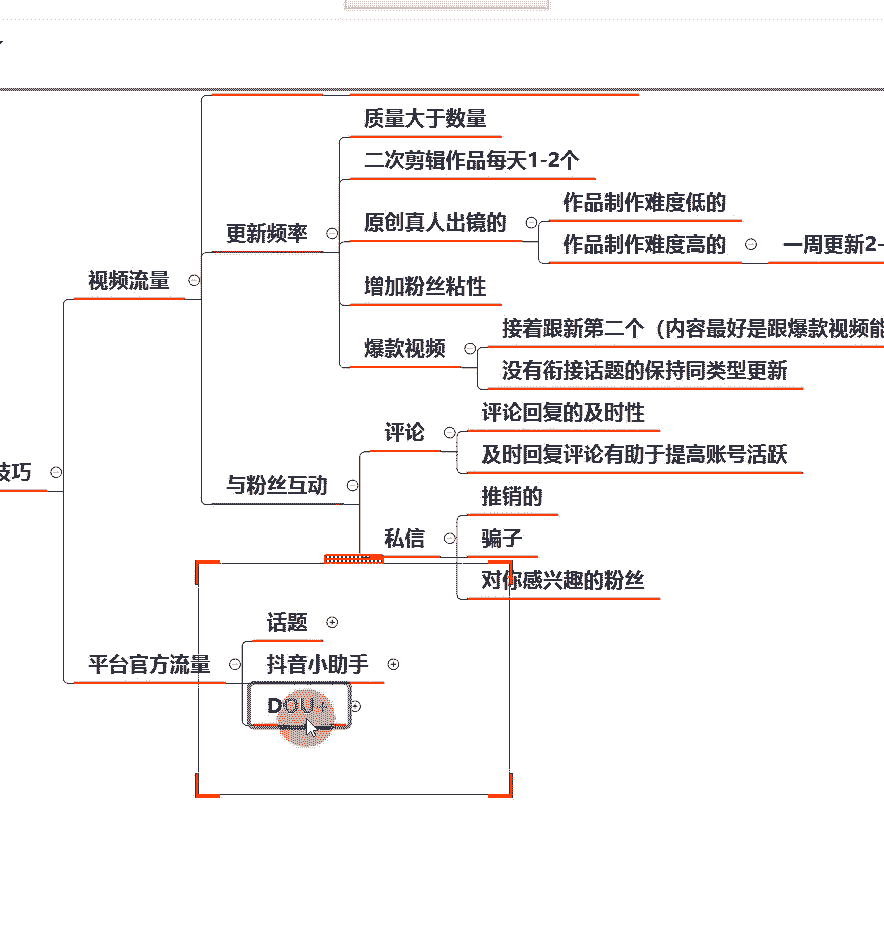 质量大于数量
二次剪辑作品每天1-2个
作品制作难度低的
原创真人出镜的
更新频率
作品制作难度高的
一周更新2-
视频流量
增加粉丝粘性
接着跟新第二个（内容最好是跟爆款视频能
爆款视频
没有衔接话题的保持同类型更新
评论回复的及时性
评论
及时回复评论有助于提高账号活跃
技巧
与粉丝互动
推销的
私信
骗子
对你感兴趣的粉丝
话题
平台官方流量
抖音小助手
DOU+